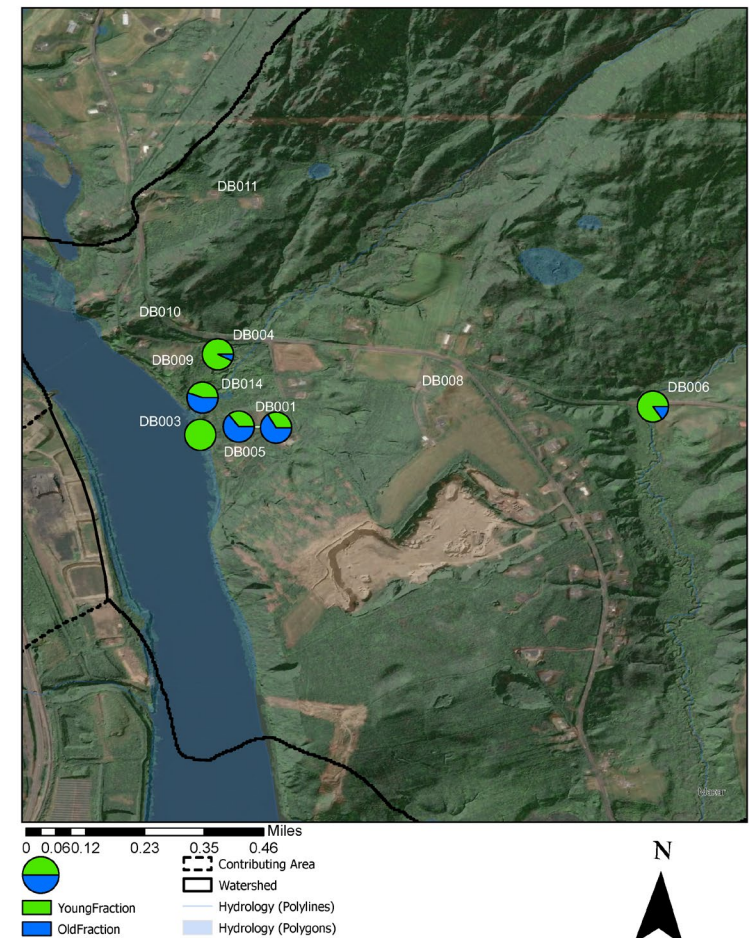 DB011
DB010
DB004
DB009
DB014
DB008
DB006
DB003
DB001
DB005
Miles
0 0.060.12 0.23 0.35 0.46
N
Contributing Area
Watershed
YoungFraction
Hydrology (Polylines)
OldFraction
Hydrology (Polygons)